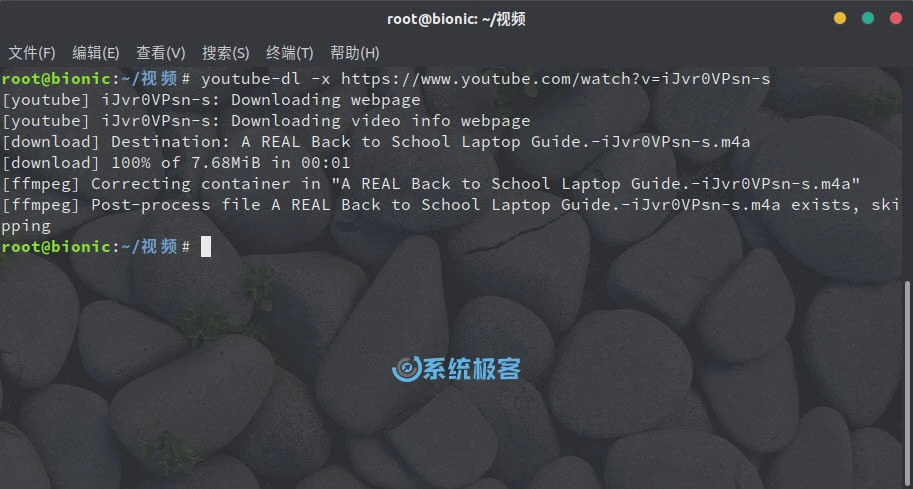 root@bionic: ~/视频
文件(F) 编辑(E) 查看(V) 搜索(S) 终端(T) 帮助(H)
root@bionic:~/视频# youtube-dl -x https://www.youtube.com/watch?v=iJvr0VPsn-s
[youtube] iJvr0VPsn-s: Downloading webpage
[youtube] iJvr0VPsn-s: Downloading video info webpage
[download] Destination: A REAL Back to School Laptop Guide.-iJvr0VPsn-s.m4a
[download] 100% of 7.68MiB in 00:01
[ffmpeg] Correcting container in "A REAL Back to School Laptop Guide.-iJvr0VPsn-s.m4a"
[ffmpeg] Post-process file A REAL Back to School Laptop Guide.-iJvr0VPsn-s.m4a exists, ski
pping
root@bionic:~/视频#
系统极客